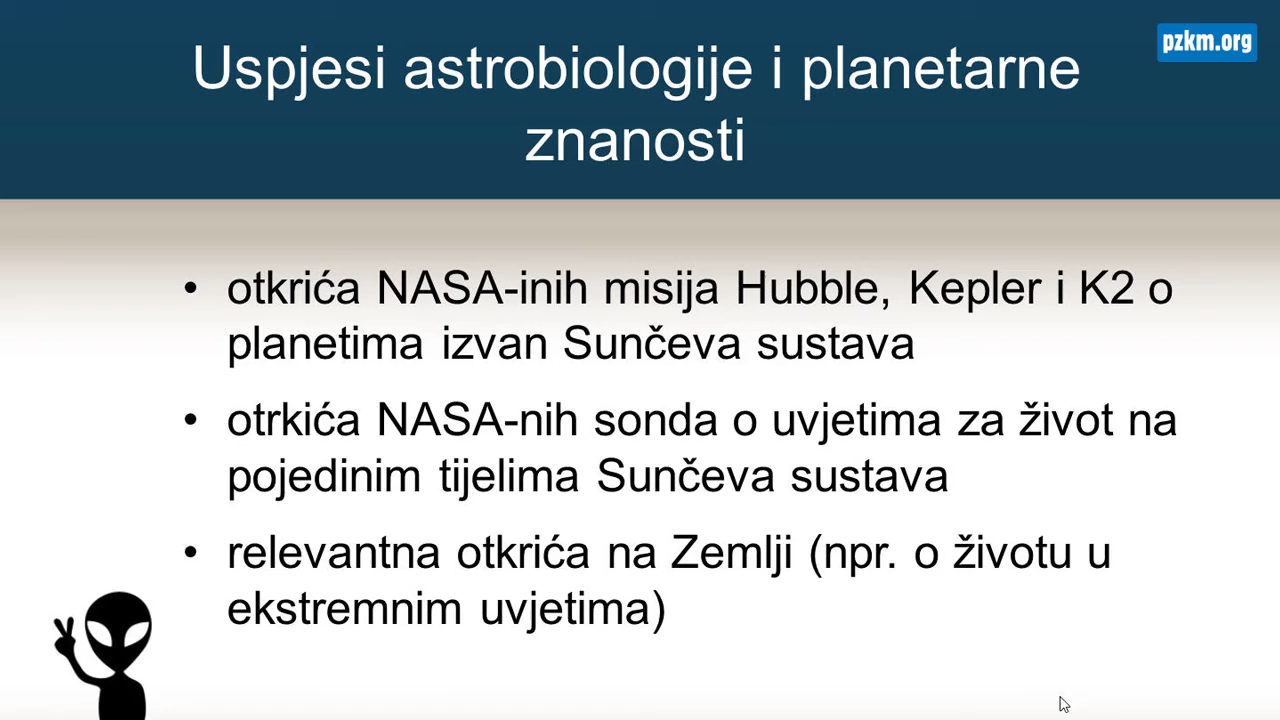 pzkm.org
Uspjesi astrobiologije i planetarne
znanosti
• otkrića NASA-inih misija Hubble, Kepler i K2 o
planetima izvan Sunčeva sustava
• otrkića NASA-nih sonda o uvjetima za život na
pojedinim tijelima Sunčeva sustava
• relevantna otkrića na Zemlji (npr. o životu u
ekstremnim uvjetima)